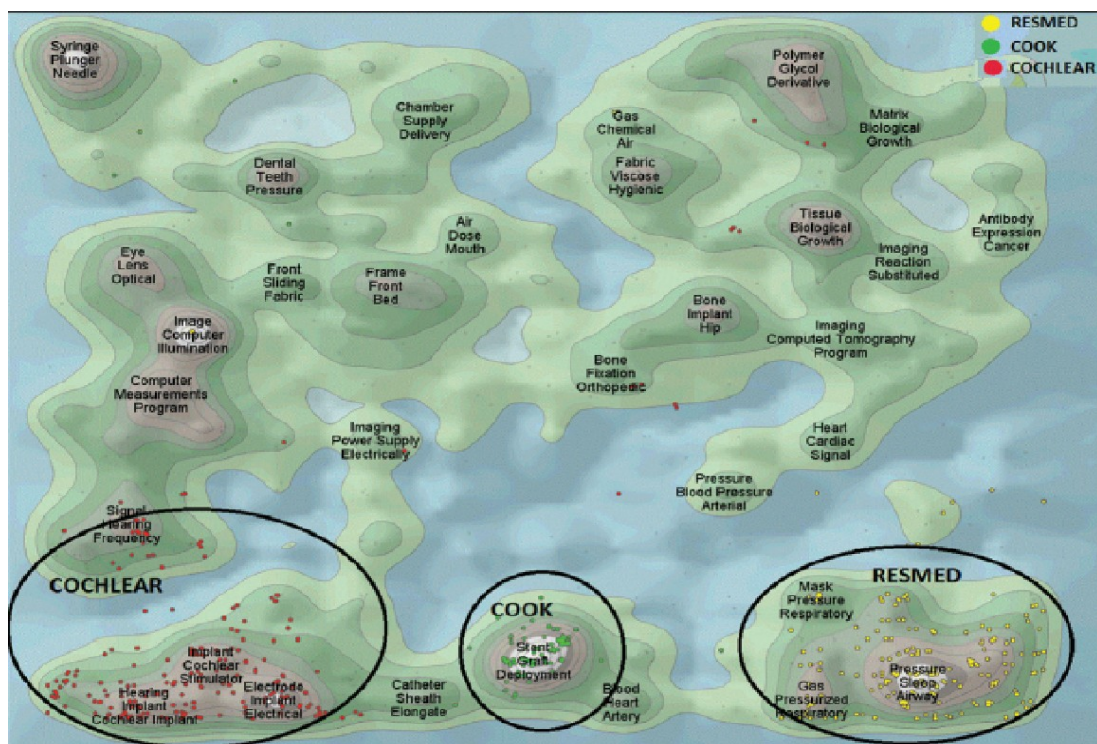 RESMED
COOK
COCHLEAR
Syringe
Plunger
Needle
Polymer
Glycol
Derivative
Chamber
Supply
Delivery
Gas
Chemical
Air
Matrix
Biological
Growth
Dental
Teeth
Pressure
Fabric
Viscose
Hygienic
Air
Dose
Mouth
Tissue
Biological
Growth
Antibody
Expression
Cancer
Eye
Lens
Optical
Front
Sliding
Fabric
Frame
Front
Bed
Imaging
Reaction
Substituted
Image
Computer
Illumination
Bone
Implant
Hip
Imaging
Computed Tomography
Program
Computer
Measurements
Program
Bone
Fixation
Orthopedic
Imaging
Power Supply
Electrically
Heart
Cardiac
Signal
Pressure
Blood Pressure
Arterial
Signal
Hearing
Frequency
COCHLEAR
COOK
RESMED
Mask
Pressure
Respiratory
Stent
Graft
Deployment
Implant
Cochlear
Stimulator
Hearing
Implant
Cochlear Implant
Electrode
Implant
Electrical
Catheter
Sheath
Elongate
Blood
Heart
Artery
Gas
Pressurized
Respiratory
Pressure
Sleep
Airway